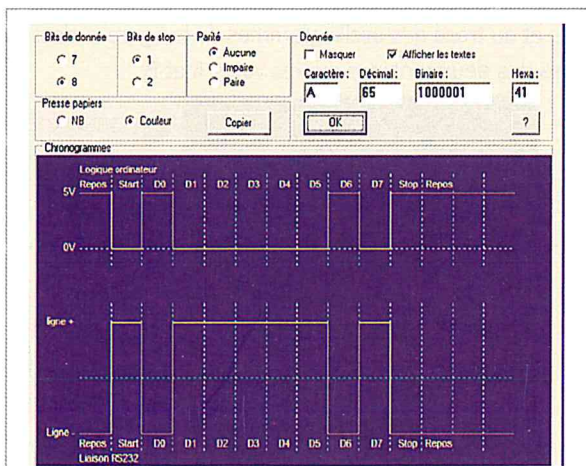 Bits de donnée
7
8
Bits de stop
1
2
Parité
Aucune
Impaire
Paire
Donnée
Masquer
Afficher les textes
Caractère :
Décimal :
Binaire :
Hexa :
A
65
1000001
41
Presse papiers
NB
Couleur
Copier
OK
?
Chronogrammes
Logique ordinateur
Repos Start D0 D1 D2 D3 D4 D5 D6 D7 Stop Repos
5V
0V
ligne +
Ligne -
Repos Start D0 D1 D2 D3 D4 D5 D6 D7 Stop Repos
Liaison RS232